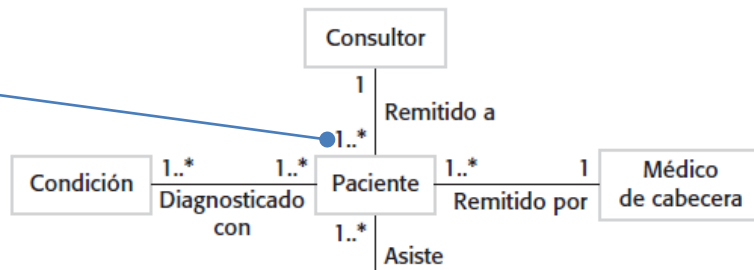 Consultor
1
Remitido a
1..*
Condición
1..*
1..*
Diagnosticado
con
Paciente
1..*
1
Remitido por
Médico
de cabecera
1..*
Asiste